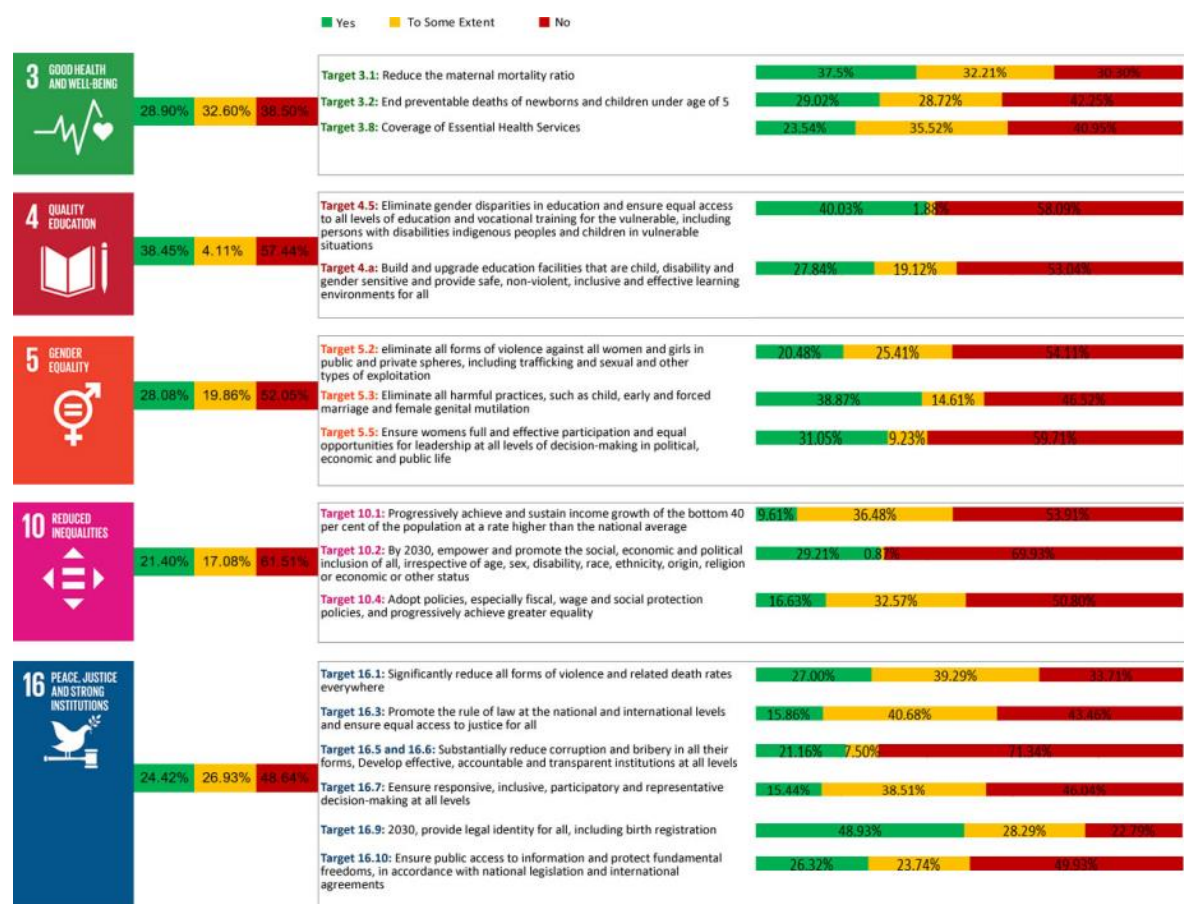 Yes To Some Extent No
3 GOOD HEALTH
AND WELL-BEING
28.90% 32.60% 38.50%
Target 3.1: Reduce the maternal mortality ratio
37.5% 32.21% 30.30%
Target 3.2: End preventable deaths of newborns and children under age of 5
29.02% 28.72% 42.25%
Target 3.8: Coverage of Essential Health Services
23.54% 35.52% 40.95%
4 QUALITY
EDUCATION
38.45% 4.11% 57.44%
Target 4.5: Eliminate gender disparities in education and ensure equal access
to all levels of education and vocational training for the vulnerable, including
persons with disabilities indigenous peoples and children in vulnerable
situations
40.03% 1.88% 58.09%
Target 4.a: Build and upgrade education facilities that are child, disability and
gender sensitive and provide safe, non-violent, inclusive and effective learning
environments for all
27.84% 19.12% 53.04%
5 GENDER
EQUALITY
28.08% 19.86% 52.05%
Target 5.2: eliminate all forms of violence against all women and girls in
public and private spheres, including trafficking and sexual and other
types of exploitation
20.48% 25.41% 54.11%
Target 5.3: Eliminate all harmful practices, such as child, early and forced
marriage and female genital mutilation
38.87% 14.61% 46.52%
Target 5.5: Ensure womens full and effective participation and equal
opportunities for leadership at all levels of decision-making in political,
economic and public life
31.05% 9.23% 59.71%
10 REDUCED
INEQUALITIES
21.40% 17.08% 61.51%
Target 10.1: Progressively achieve and sustain income growth of the bottom 40
per cent of the population at a rate higher than the national average
9.61% 36.48% 53.91%
Target 10.2: By 2030, empower and promote the social, economic and political
inclusion of all, irrespective of age, sex, disability, race, ethnicity, origin, religion
or economic or other status
29.21% 0.87% 69.93%
Target 10.4: Adopt policies, especially fiscal, wage and social protection
policies, and progressively achieve greater equality
16.63% 32.57% 50.80%
16 PEACE, JUSTICE
AND STRONG
INSTITUTIONS
24.42% 26.93% 48.64%
Target 16.1: Significantly reduce all forms of violence and related death rates
everywhere
27.00% 39.29% 33.71%
Target 16.3: Promote the rule of law at the national and international levels
and ensure equal access to justice for all
15.86% 40.68% 43.46%
Target 16.5 and 16.6: Substantially reduce corruption and bribery in all their
forms, Develop effective, accountable and transparent institutions at all levels
21.16% 7.50% 71.34%
Target 16.7: Eensure responsive, inclusive, participatory and representative
decision-making at all levels
15.44% 38.51% 46.04%
Target 16.9: 2030, provide legal identity for all, including birth registration
48.93% 28.29% 22.79%
Target 16.10: Ensure public access to information and protect fundamental
freedoms, in accordance with national legislation and international
agreements
26.32% 23.74% 49.93%